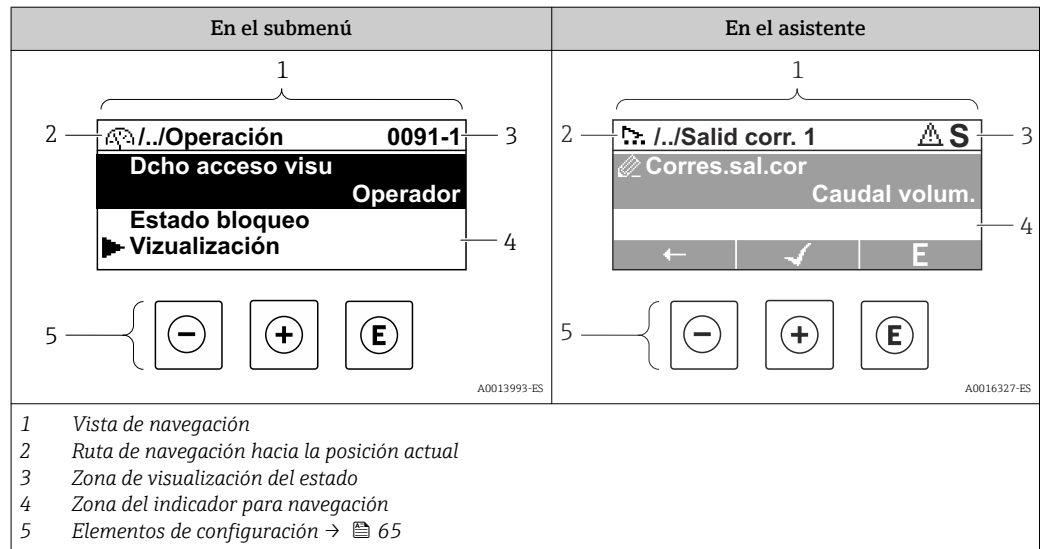 En el submenú
En el asistente
1
2
/../Operación 0091-1
3
Dcho acceso visu
Operador
Estado bloqueo
Vizualización
4
5
- + E
A0013993-ES
1
2
/../Salid corr. 1 S
3
Corres.sal.cor
Caudal volum.
4
← ✓ E
5
- + E
A0016327-ES
1 Vista de navegación
2 Ruta de navegación hacia la posición actual
3 Zona de visualización del estado
4 Zona del indicador para navegación
5 Elementos de configuración → 65